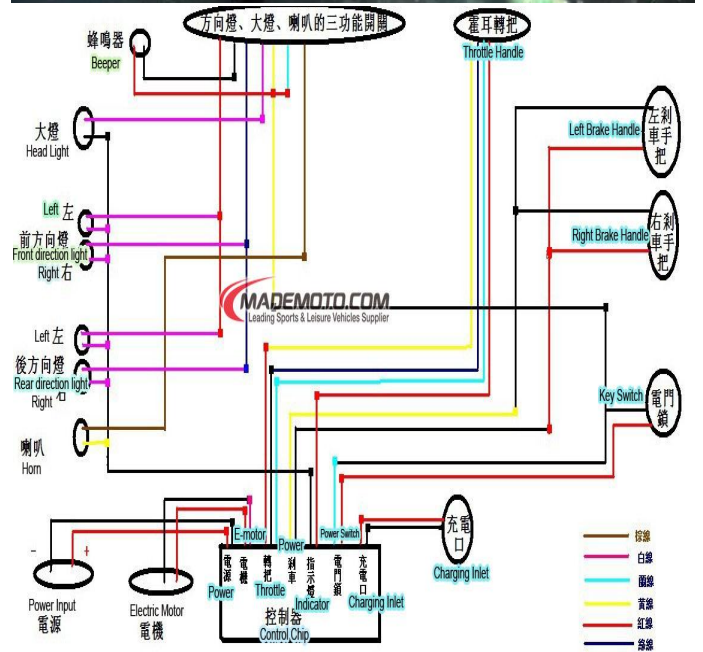 方向燈、大燈、喇叭的三功能開關
霍耳轉把
Throttle Handle
蜂鳴器
Beeper
大燈
Head Light
左剎車手把
Left Brake Handle
Left 左
前方向燈
Front direction light
Right 右
右剎車手把
Right Brake Handle
MADEMOTO.COM
Leading Sports & Leisure Vehicles Supplier
Left 左
後方向燈
Rear direction light
Right 右
Key Switch
電門鎖
喇叭
Horn
充電口
Charging Inlet
- +
Power Input
電源
Electric Motor
電機
E-motor
Power
Power Switch
電源
電機
轉把
剎車
指示燈
電門鎖
充電口
Power
Throttle
Indicator
Charging Inlet
控制器
Control Chip
棕線
白線
蘭線
黃線
紅線
綠線